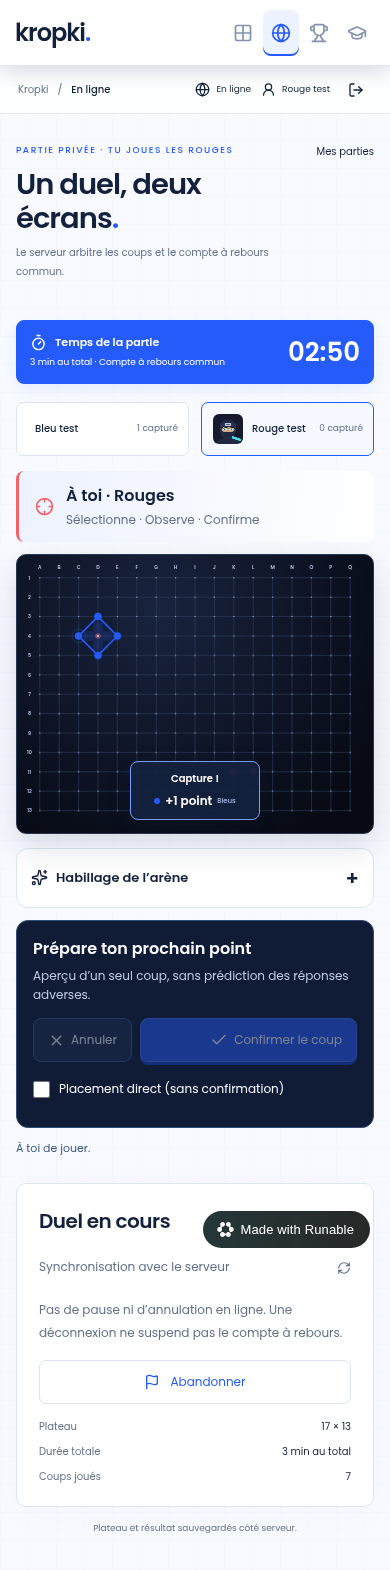 kropki.
Kropki / En ligne
En ligne
Rouge test
PARTIE PRIVÉE · TU JOUES LES ROUGES
Mes parties
Un duel, deux
écrans.
Le serveur arbitre les coups et le compte à rebours
commun.
Temps de la partie
3 min au total · Compte à rebours commun
02:50
Bleu test
1 capturé
Rouge test
0 capturé
À toi · Rouges
Sélectionne · Observe · Confirme
A B C D E F G H I J K L M N O P Q
1
2
3
4
5
6
7
8
9
10
11
12
13
Capture !
+1 point Bleus
Habillage de l’arène
+
Prépare ton prochain point
Aperçu d’un seul coup, sans prédiction des réponses
adverses.
Annuler
Confirmer le coup
Placement direct (sans confirmation)
À toi de jouer.
Duel en cours
Made with Runable
Synchronisation avec le serveur
Pas de pause ni d’annulation en ligne. Une
déconnexion ne suspend pas le compte à rebours.
Abandonner
Plateau
17 × 13
Durée totale
3 min au total
Coups joués
7
Plateau et résultat sauvegardés côté serveur.